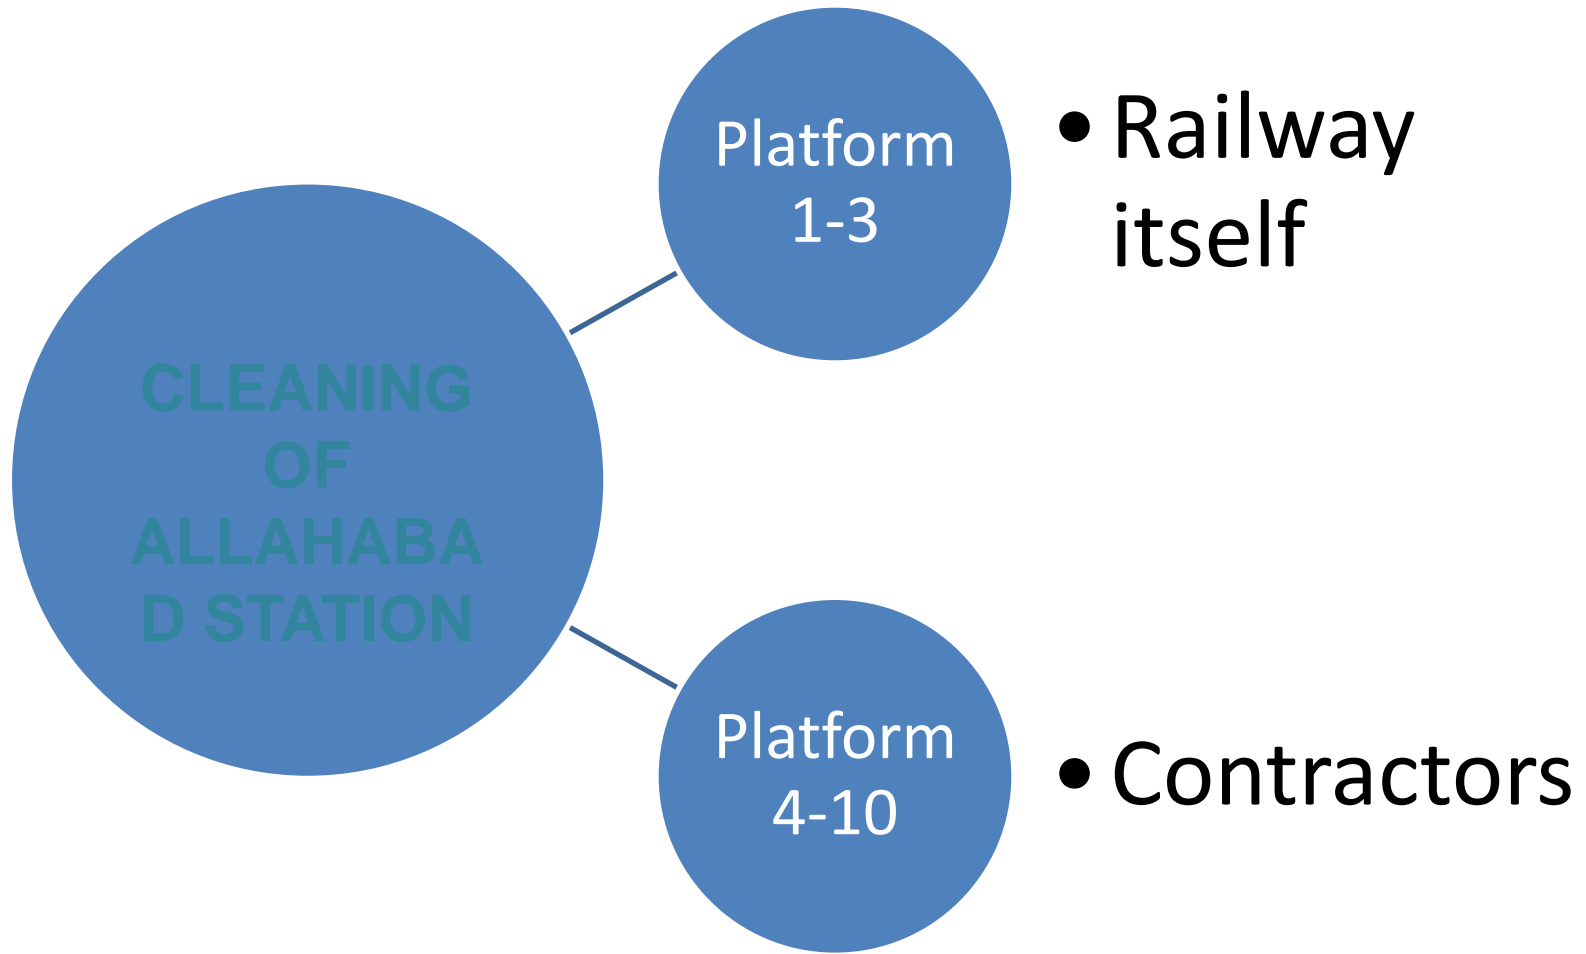 CLEANING
OF
ALLAHABA
D STATION
Platform
1-3
• Railway
itself
Platform
4-10
• Contractors